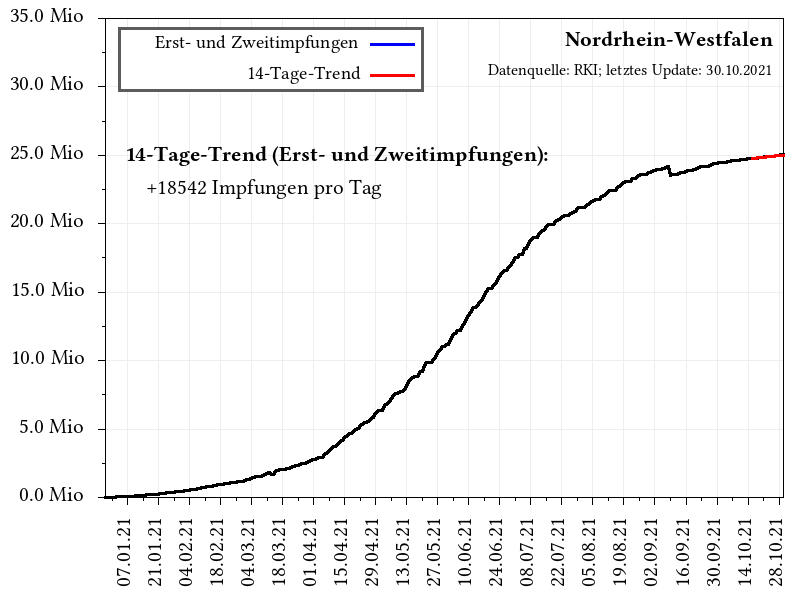 35.0 Mio
30.0 Mio
25.0 Mio
20.0 Mio
15.0 Mio
10.0 Mio
5.0 Mio
0.0 Mio
Erst- und Zweitimpfungen
14-Tage-Trend
Nordrhein-Westfalen
Datenquelle: RKI; letztes Update: 30.10.2021
14-Tage-Trend (Erst- und Zweitimpfungen):
+18542 Impfungen pro Tag
07.01.21
21.01.21
04.02.21
18.02.21
04.03.21
18.03.21
01.04.21
15.04.21
29.04.21
13.05.21
27.05.21
10.06.21
24.06.21
08.07.21
22.07.21
05.08.21
19.08.21
02.09.21
16.09.21
30.09.21
14.10.21
28.10.21